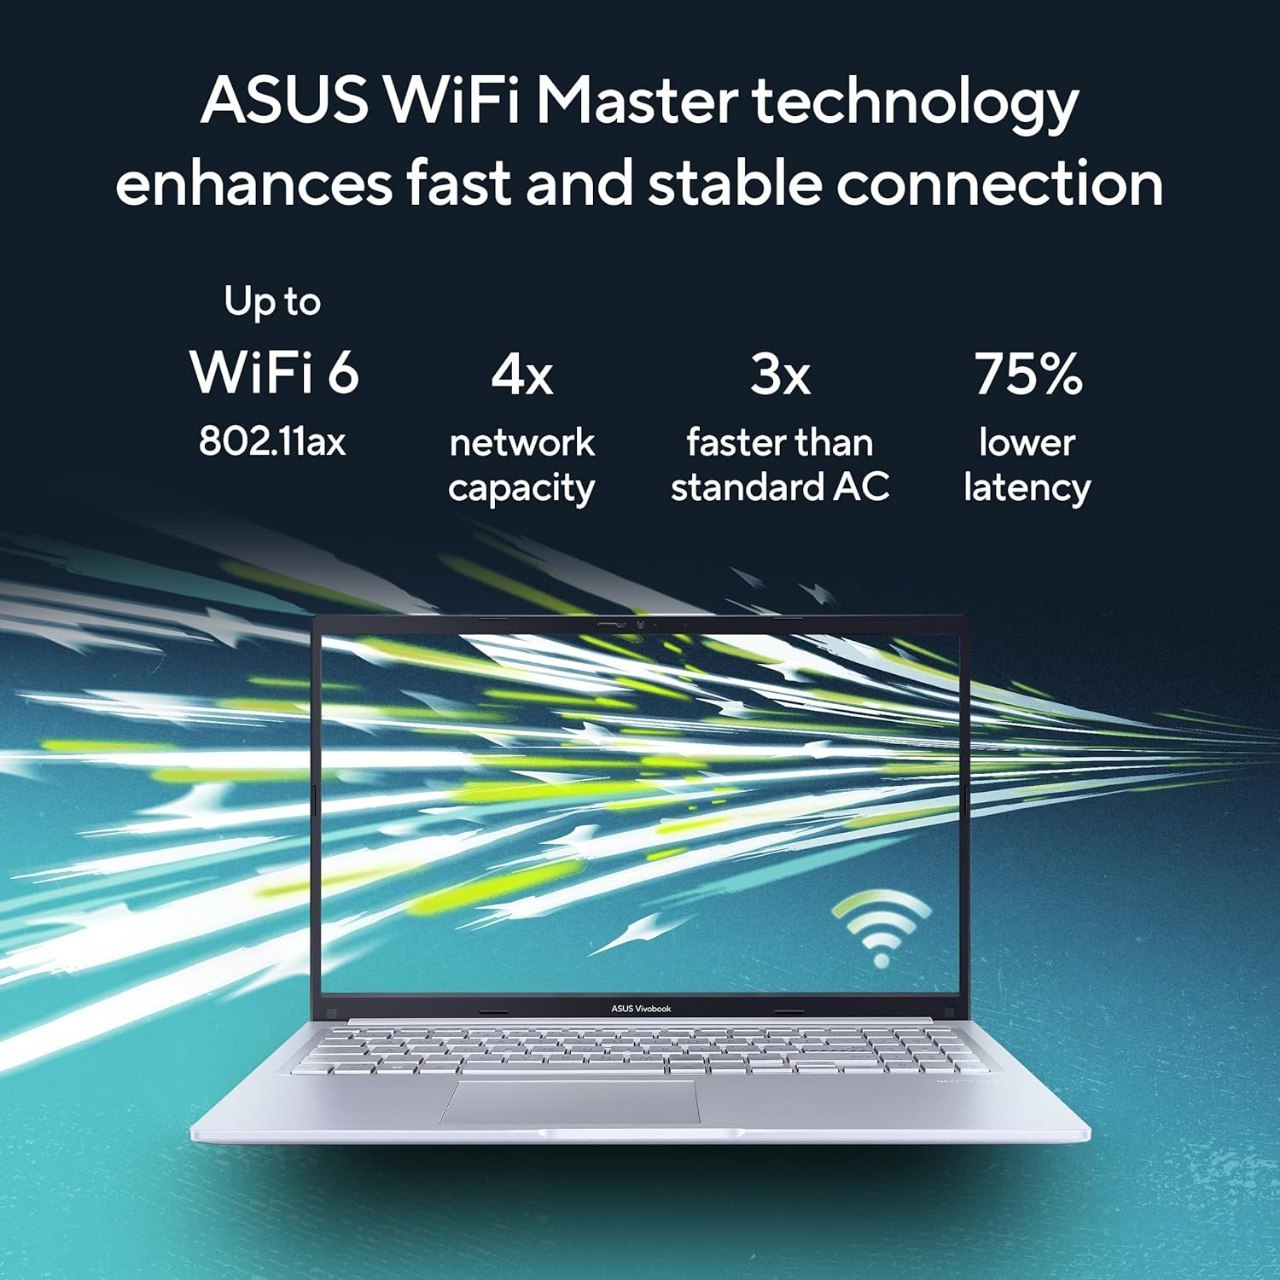 ASUS WiFi Master technology
enhances fast and stable connection
Up to
WiFi 6
802.11ax
4x
network
capacity
3x
faster than
standard AC
75%
lower
latency
ASUS Vivobook